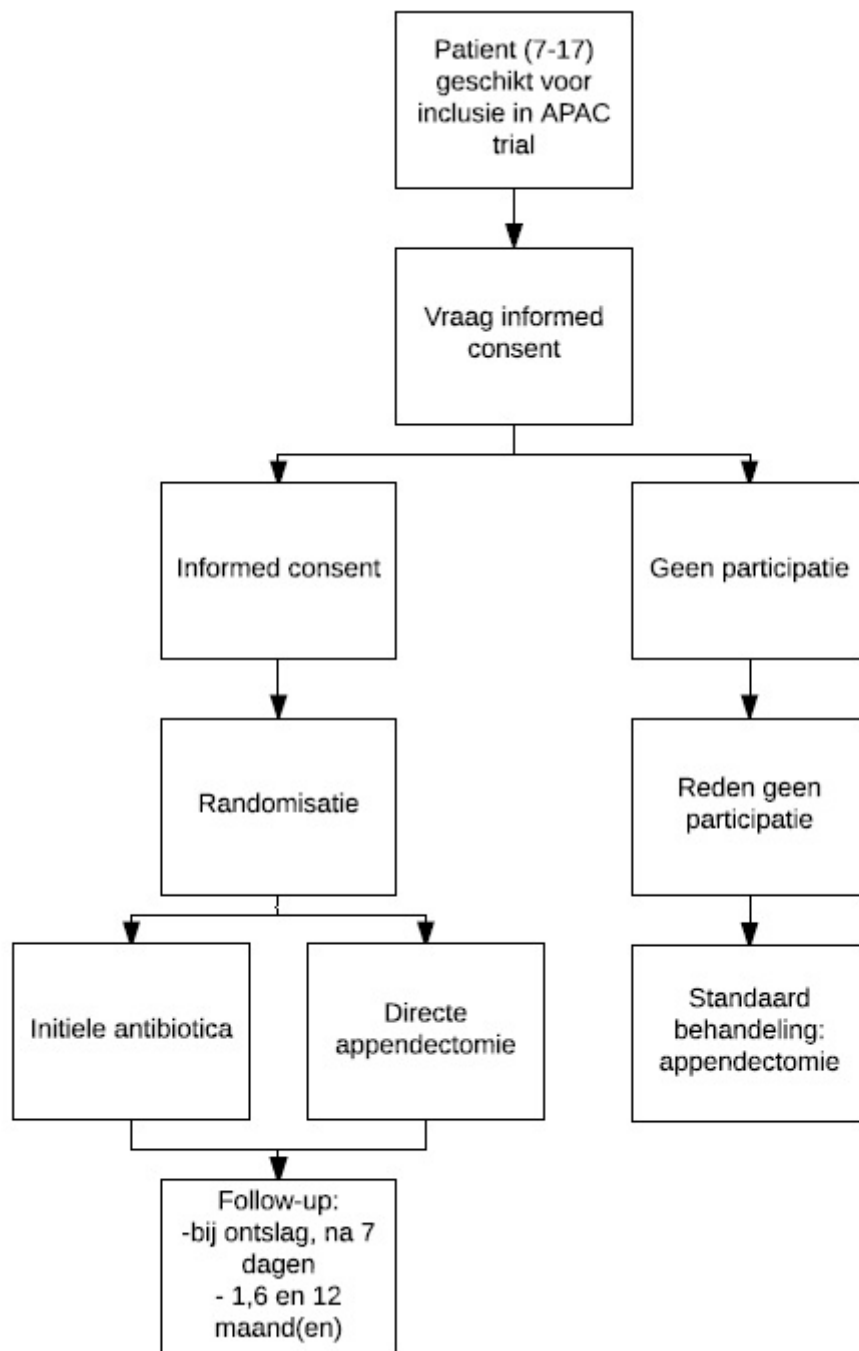 Patient (7-17)
geschikt voor
inclusie in APAC
trial
Vraag informed
consent
Informed consent
Geen participatie
Randomisatie
Reden geen
participatie
Initiele antibiotica
Directe
appendectomie
Standaard
behandeling:
appendectomie
Follow-up:
-bij ontslag, na 7
dagen
- 1,6 en 12
maand(en)